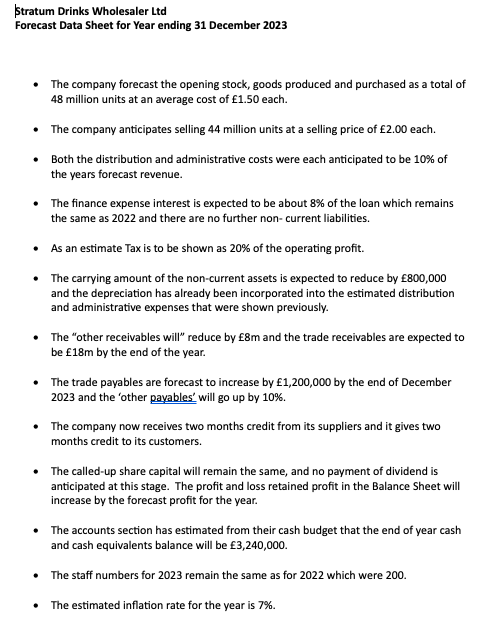 Stratum Drinks Wholesaler Ltd
Forecast Data Sheet for Year ending 31 December 2023
• The company forecast the opening stock, goods produced and purchased as a total of
48 million units at an average cost of £1.50 each.
• The company anticipates selling 44 million units at a selling price of £2.00 each.
• Both the distribution and administrative costs were each anticipated to be 10% of
the years forecast revenue.
• The finance expense interest is expected to be about 8% of the loan which remains
the same as 2022 and there are no further non- current liabilities.
• As an estimate Tax is to be shown as 20% of the operating profit.
• The carrying amount of the non-current assets is expected to reduce by £800,000
and the depreciation has already been incorporated into the estimated distribution
and administrative expenses that were shown previously.
• The “other receivables will” reduce by £8m and the trade receivables are expected to
be £18m by the end of the year.
• The trade payables are forecast to increase by £1,200,000 by the end of December
2023 and the ‘other payables’ will go up by 10%.
• The company now receives two months credit from its suppliers and it gives two
months credit to its customers.
• The called-up share capital will remain the same, and no payment of dividend is
anticipated at this stage. The profit and loss retained profit in the Balance Sheet will
increase by the forecast profit for the year.
• The accounts section has estimated from their cash budget that the end of year cash
and cash equivalents balance will be £3,240,000.
• The staff numbers for 2023 remain the same as for 2022 which were 200.
• The estimated inflation rate for the year is 7%.